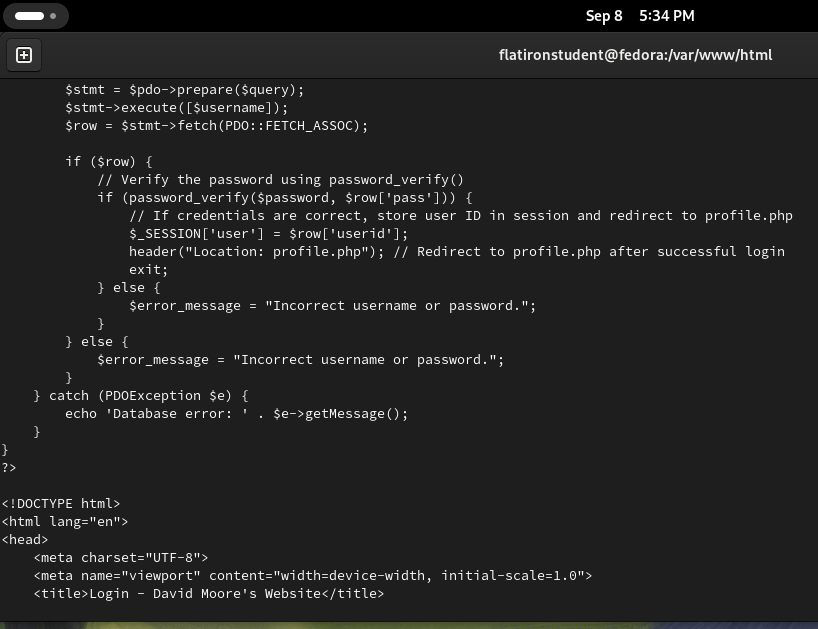 Sep 8 5:34 PM
flatironstudent@fedora:/var/www/html
        $stmt = $pdo->prepare($query);
        $stmt->execute([$username]);
        $row = $stmt->fetch(PDO::FETCH_ASSOC);

        if ($row) {
            // Verify the password using password_verify()
            if (password_verify($password, $row['pass'])) {
                // If credentials are correct, store user ID in session and redirect to profile.php
                $_SESSION['user'] = $row['userid'];
                header("Location: profile.php"); // Redirect to profile.php after successful login
                exit;
            } else {
                $error_message = "Incorrect username or password.";
            }
        } else {
            $error_message = "Incorrect username or password.";
        }
    } catch (PDOException $e) {
        echo 'Database error: ' . $e->getMessage();
    }
}
?>

<!DOCTYPE html>
<html lang="en">
<head>
    <meta charset="UTF-8">
    <meta name="viewport" content="width=device-width, initial-scale=1.0">
    <title>Login - David Moore's Website</title>